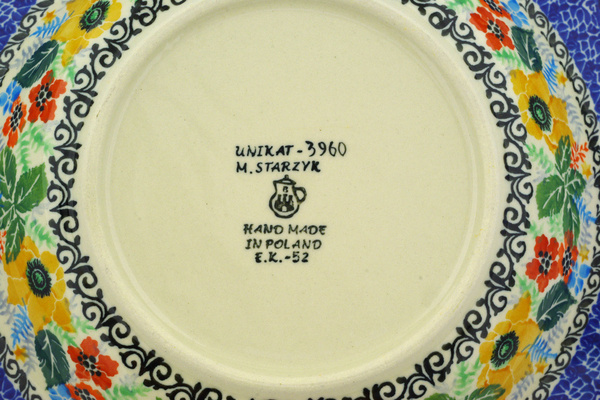 UNIKAT-3960
M.STARZYK
HAND MADE
IN POLAND
E.K.-52